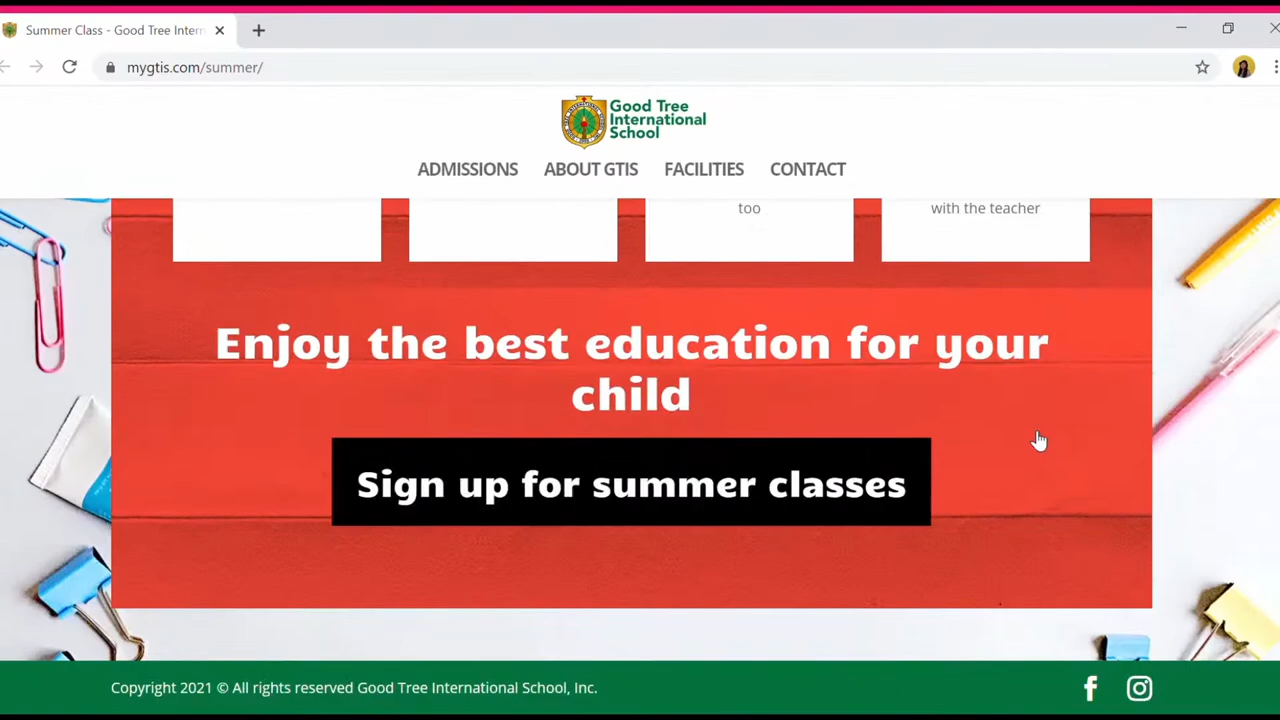 Summer Class - Good Tree Intern
mygtis.com/summer/
Good Tree
International
School
ADMISSIONS ABOUT GTIS FACILITIES CONTACT
too with the teacher
Enjoy the best education for your
child
Sign up for summer classes
Copyright 2021 © All rights reserved Good Tree International School, Inc.